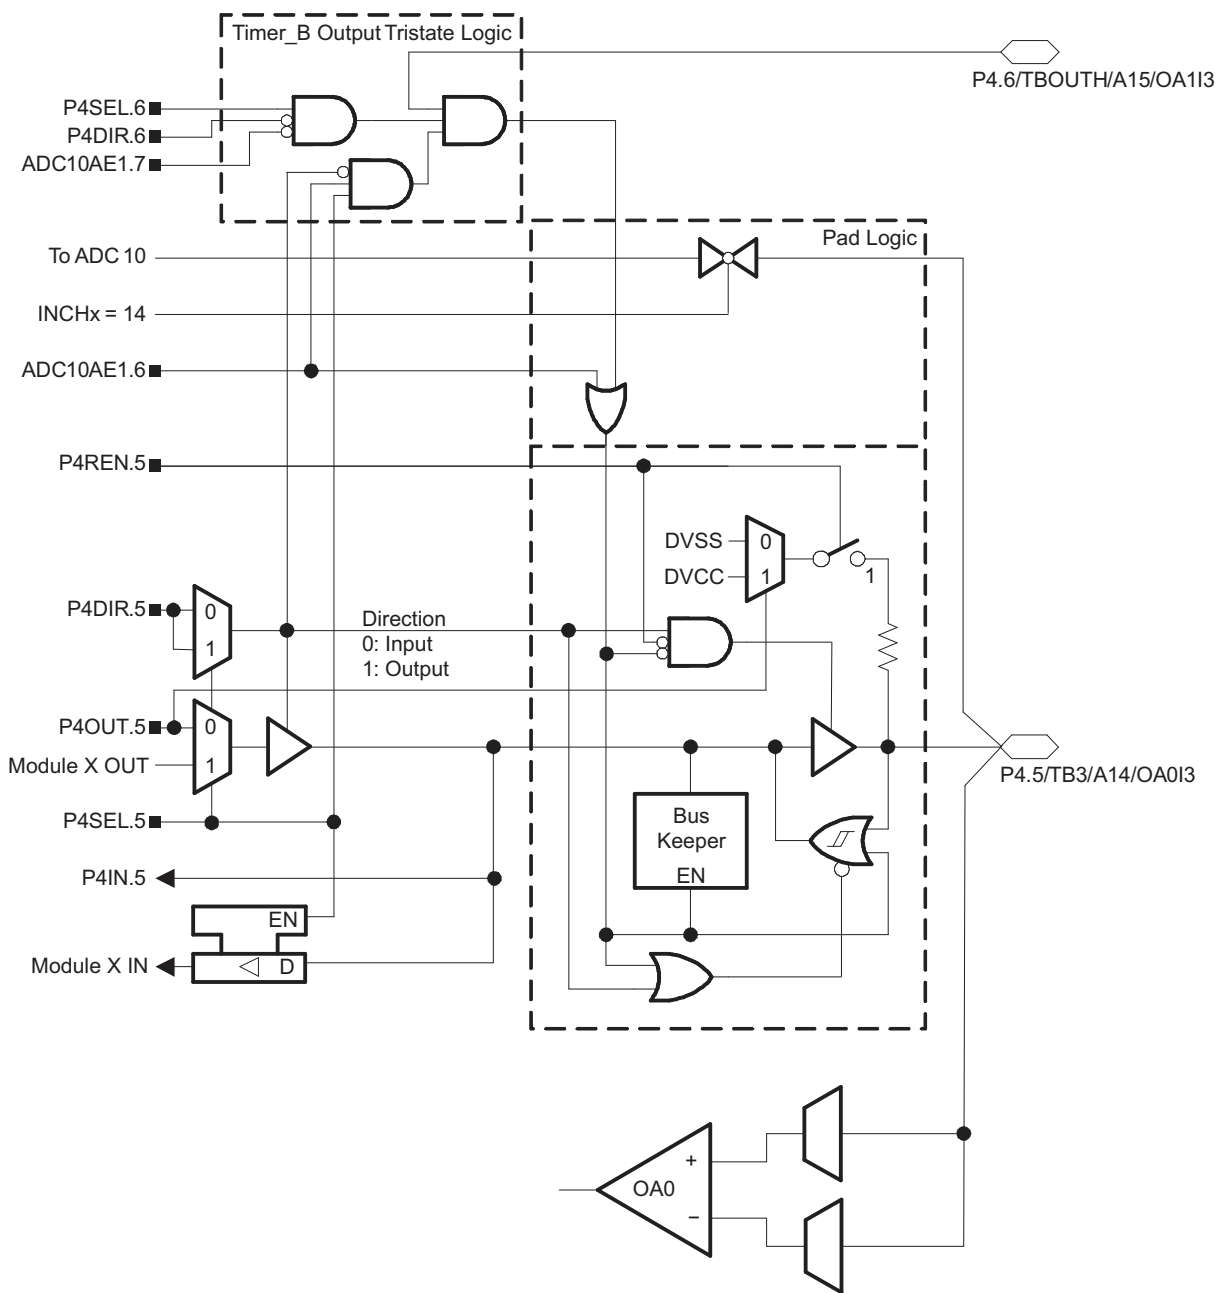 Timer_B Output Tristate Logic
P4.6/TBOUTH/A15/OA1I3
P4SEL.6
P4DIR.6
ADC10AE1.7
Pad Logic
To ADC 10
INCHx = 14
ADC10AE1.6
P4REN.5
DVSS
0
DVCC
1
1
P4DIR.5
0
1
Direction
0: Input
1: Output
P4OUT.5
0
Module X OUT
1
P4.5/TB3/A14/OA0I3
P4SEL.5
Bus
Keeper
EN
P4IN.5
EN
Module X IN
D
+
OA0
−